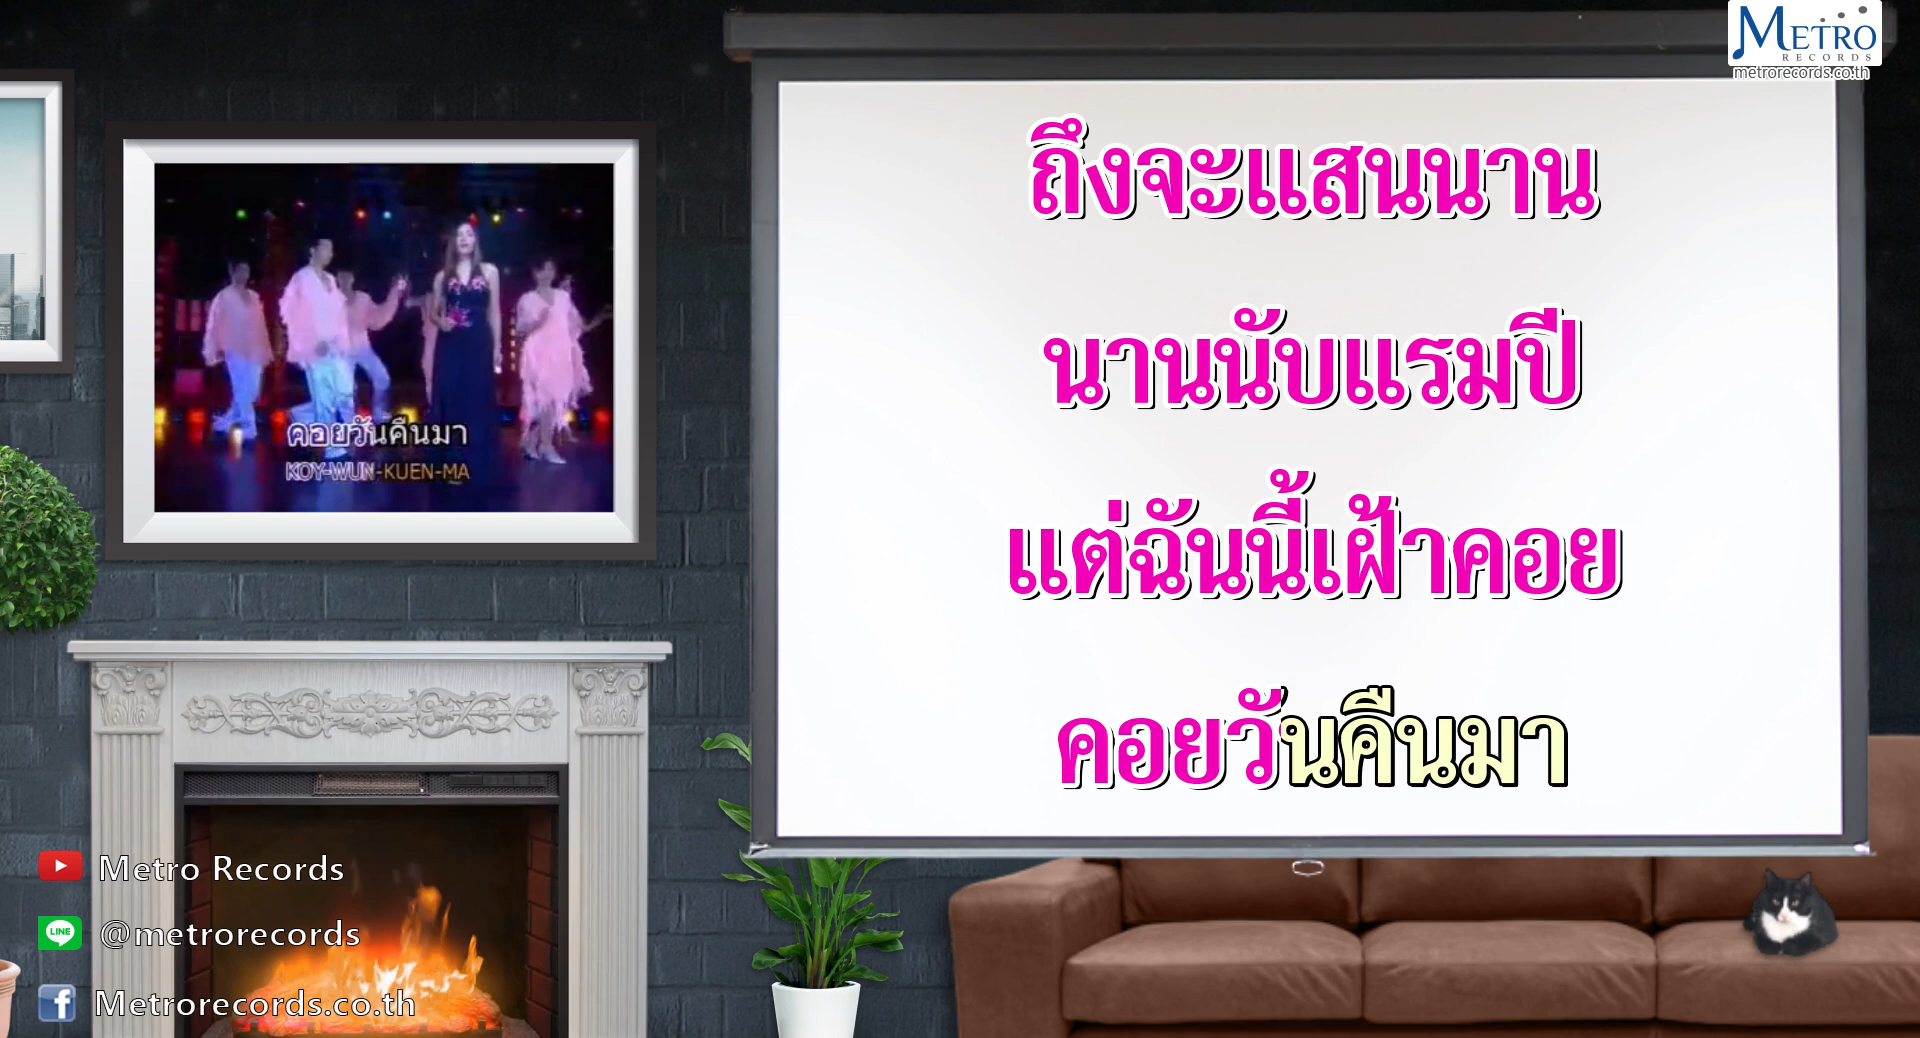 METRO
RECORDS
metrorecords.co.th
ถึงจะแสนนาน
นานนับแรมปี
แต่ฉันนี้เฝ้าคอย
คอยวันคืนมา
คอยวันคืนมา
KOY-WUN-KUEN-MA
Metro Records
LINE
@metrorecords
f
Metrorecords.co.th